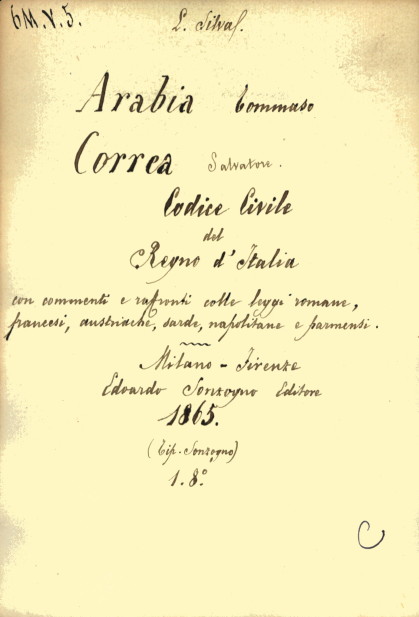 6M.V.5.
L. Silvaf.
Arabia Tommaso
Correa Salvatore.
Codice Civile
del
Regno d'Italia
con commenti e raffronti colle leggi romane,
francesi, austriache, sarde, napolitane e parmensi.
Milano - Firenze
Edoardo Sonzogno Editore
1865.
(Tip. Sonzogno)
1. 8.°
C